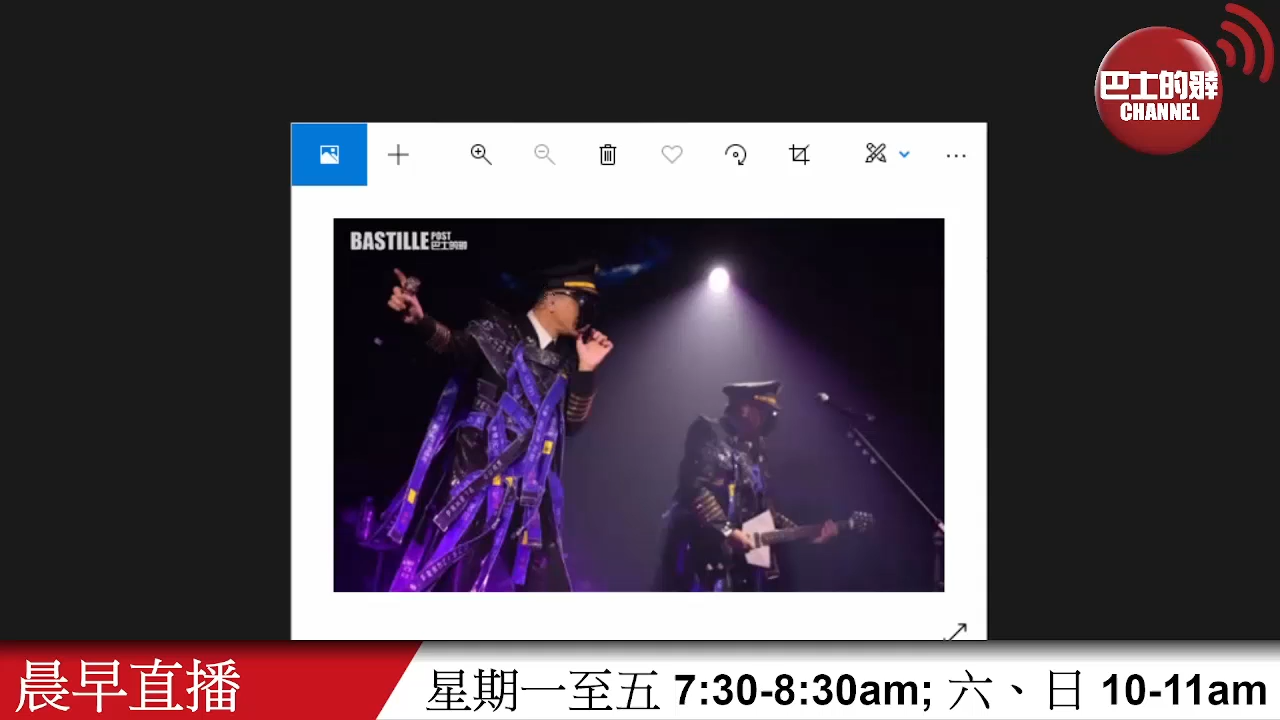 巴士的報
CHANNEL
BASTILLE POST
巴士的報
晨早直播
星期一至五 7:30-8:30am; 六、日 10-11am